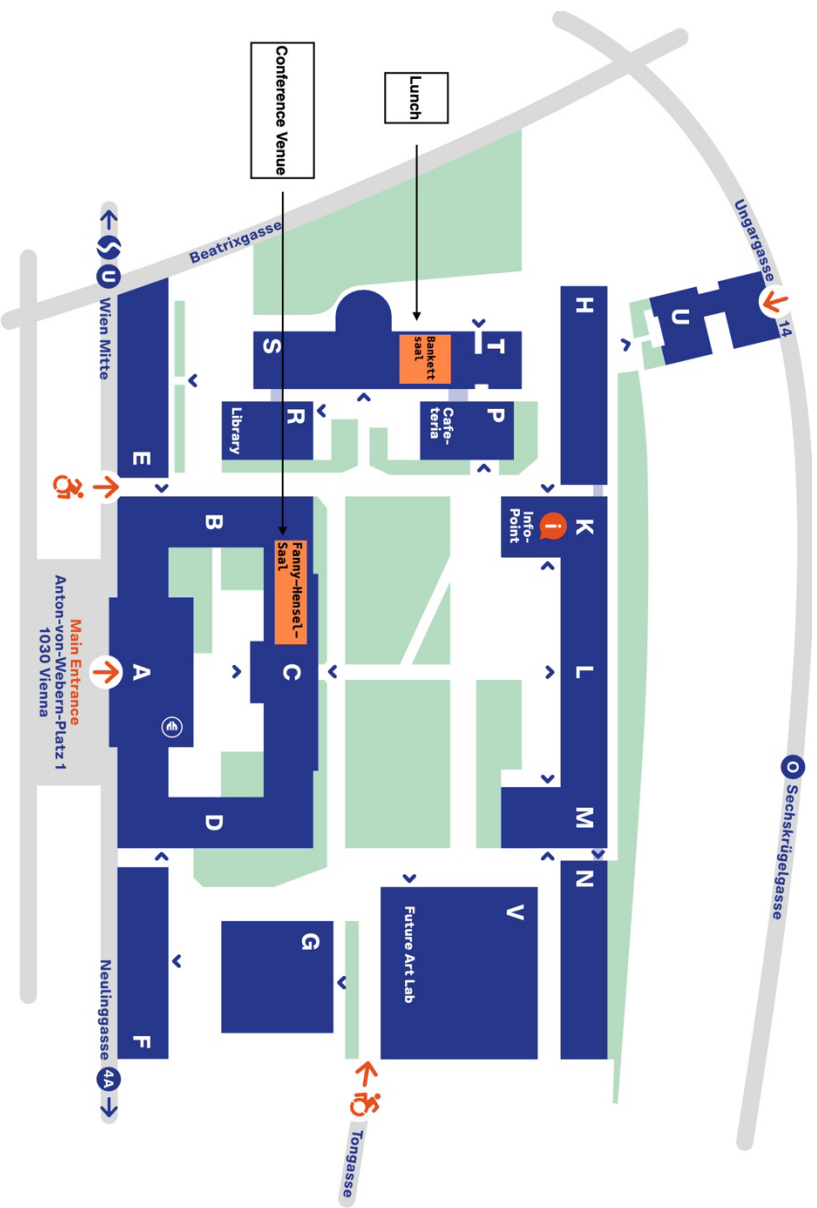 Ungargasse
14
O Sechskrügelgasse
U
H
K
i
Info-
Point
L
M
N
V
Future Art Lab
T
P
Cafe-
teria
Lunch
Bankett
saal
Tongasse
Conference Venue
S
R
Library
Fanny-Hensel-
Saal
C
G
Beatrixgasse
B
D
€
E
A
F
S U Wien Mitte
Neulinggasse 4A
Main Entrance
Anton-von-Webern-Platz 1
1030 Vienna